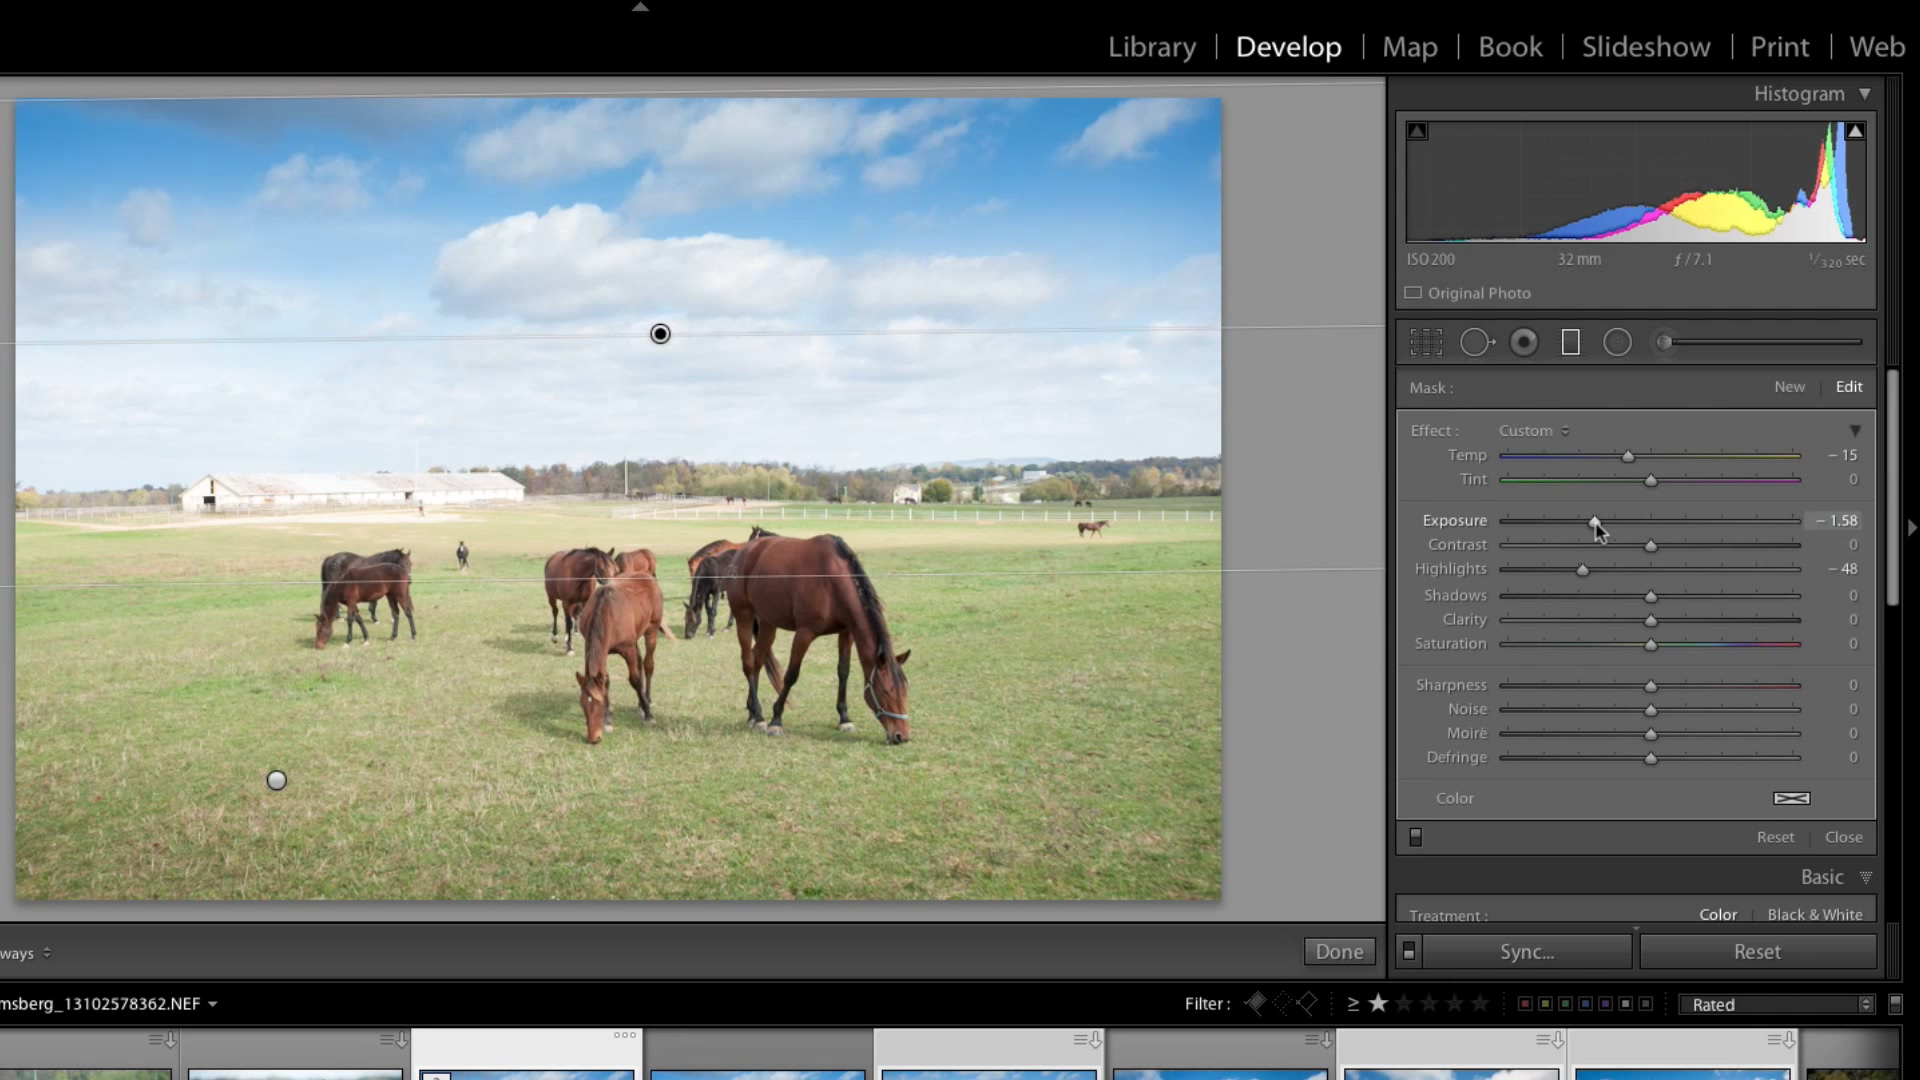 Library | Develop | Map | Book | Slideshow | Print | Web
Histogram
ISO 200 32 mm ƒ / 7.1 1/320 sec
Original Photo
Mask : New Edit
Effect : Custom
Temp – 15
Tint 0
Exposure – 1.58
Contrast 0
Highlights – 48
Shadows 0
Clarity 0
Saturation 0
Sharpness 0
Noise 0
Moiré 0
Defringe 0
Color
Reset Close
Basic
Treatment : Color Black & White
ways Done Sync... Reset
msberg_13102578362.NEF Filter : ≥ Rated